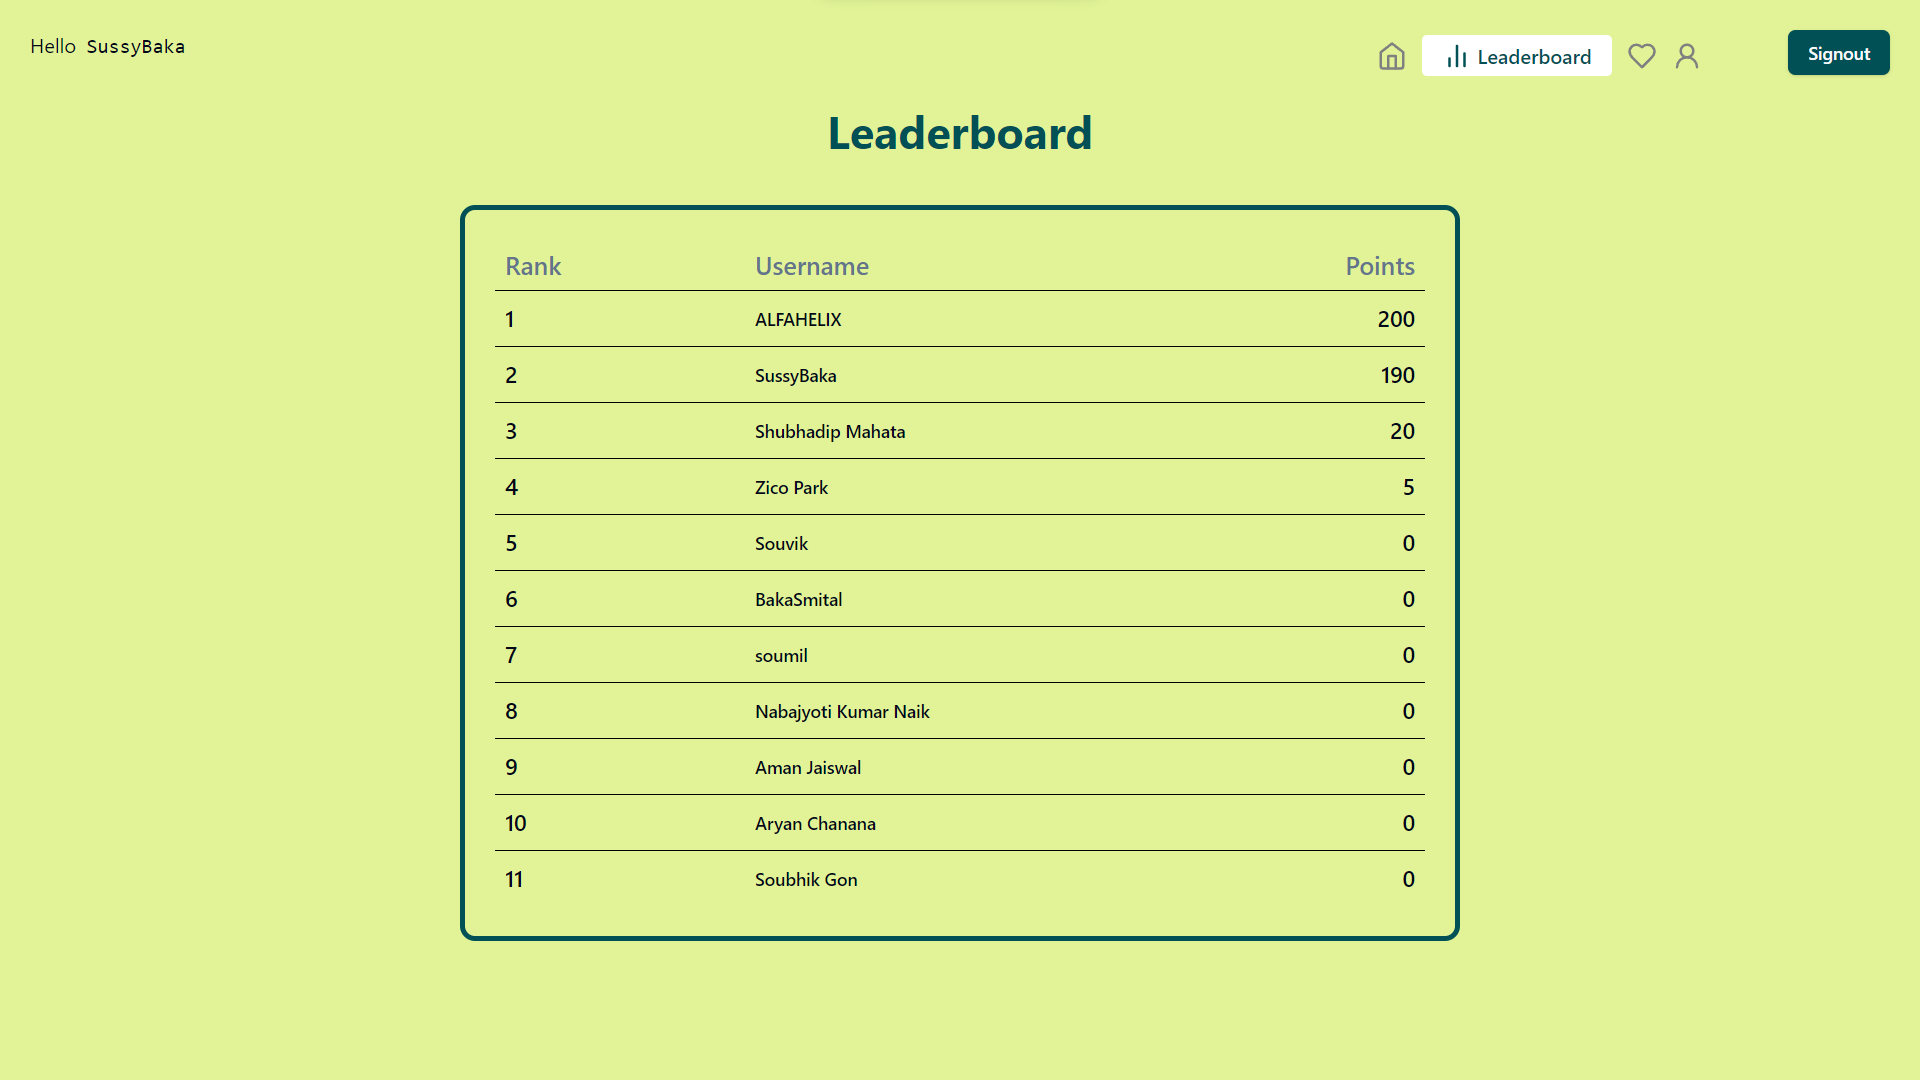 Hello SussyBaka
Leaderboard
Signout
Leaderboard
Rank Username Points
1 ALFAHELIX 200
2 SussyBaka 190
3 Shubhadip Mahata 20
4 Zico Park 5
5 Souvik 0
6 BakaSmital 0
7 soumil 0
8 Nabajyoti Kumar Naik 0
9 Aman Jaiswal 0
10 Aryan Chanana 0
11 Soubhik Gon 0